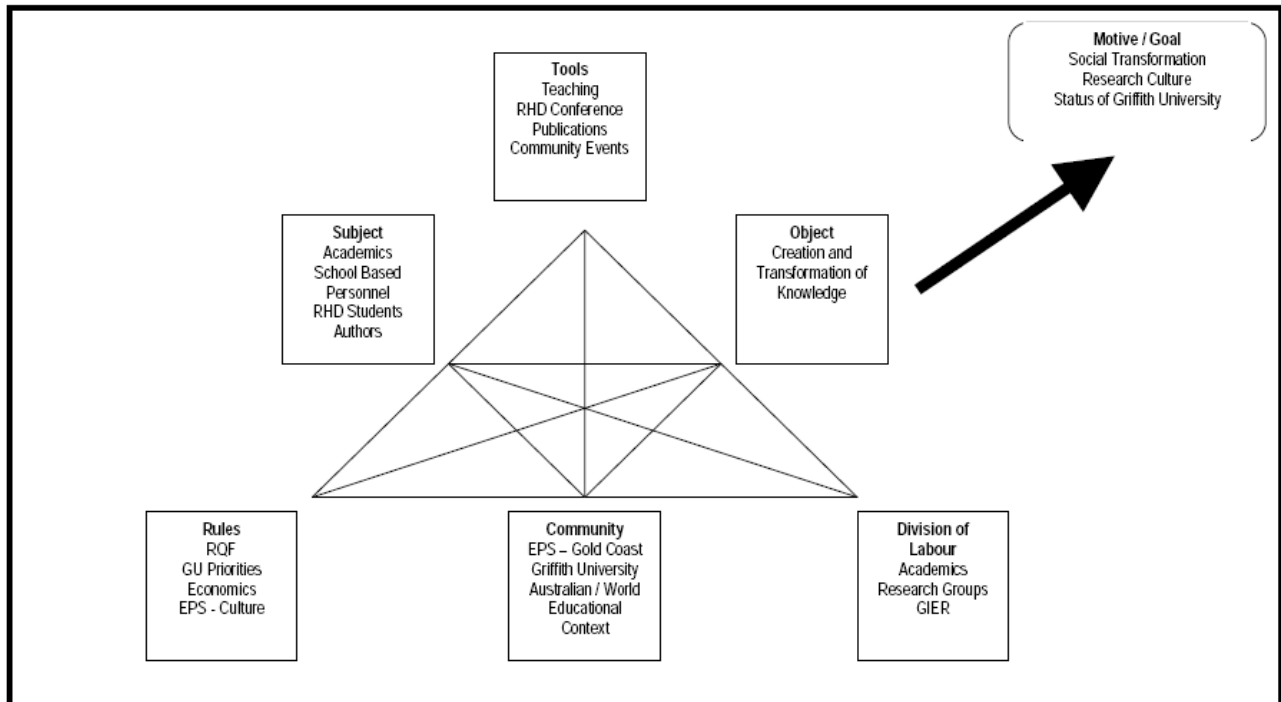 Motive / Goal
Social Transformation
Research Culture
Status of Griffith University
Tools
Teaching
RHD Conference
Publications
Community Events
Subject
Academics
School Based
Personnel
RHD Students
Authors
Object
Creation and
Transformation of
Knowledge
Rules
RQF
GU Priorities
Economics
EPS - Culture
Community
EPS – Gold Coast
Griffith University
Australian / World
Educational
Context
Division of
Labour
Academics
Research Groups
GIER